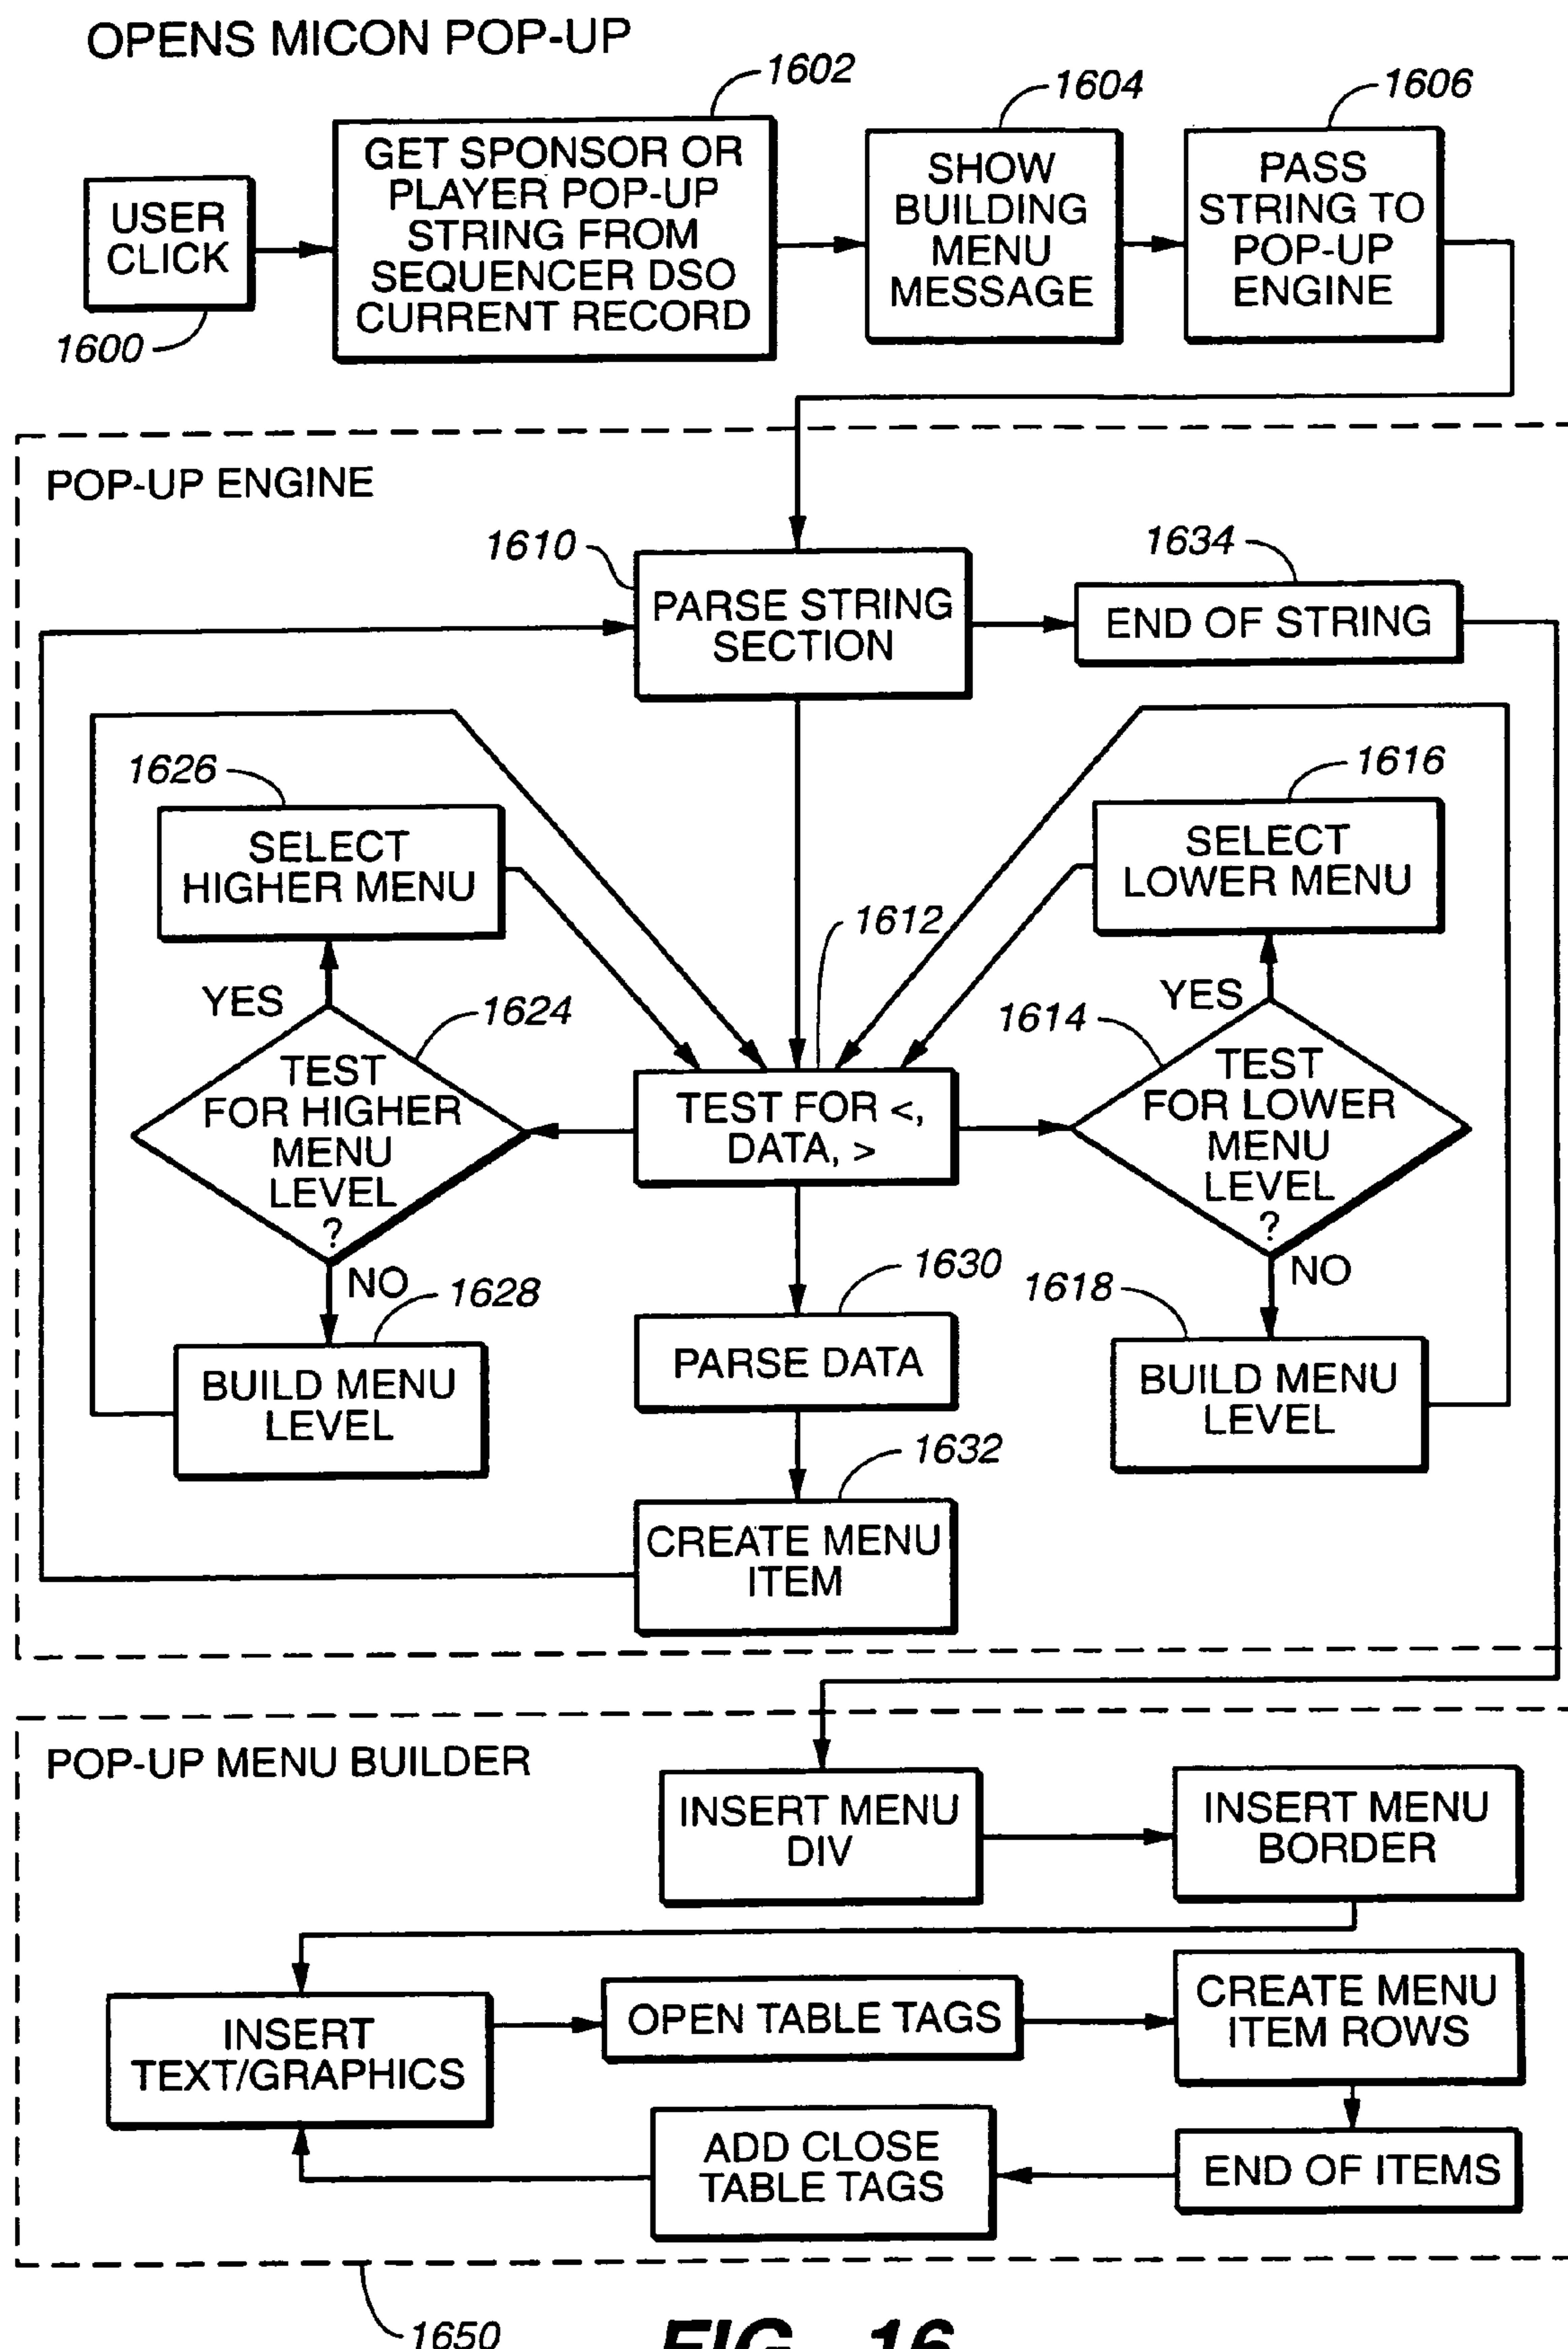 OPENS MICON POP-UP
1602
1604
1606
USER
CLICK
1600
GET SPONSOR OR
PLAYER POP-UP
STRING FROM
SEQUENCER DSO
CURRENT RECORD
SHOW
BUILDING
MENU
MESSAGE
PASS
STRING TO
POP-UP
ENGINE
POP-UP ENGINE
1610
PARSE STRING
SECTION
1634
END OF STRING
1626
SELECT
HIGHER MENU
1616
SELECT
LOWER MENU
1612
YES
1624
TEST
FOR HIGHER
MENU
LEVEL
?
TEST FOR <,
DATA, >
YES
1614
TEST
FOR LOWER
MENU
LEVEL
?
NO
1628
BUILD MENU
LEVEL
1630
PARSE DATA
NO
1618
BUILD MENU
LEVEL
1632
CREATE MENU
ITEM
POP-UP MENU BUILDER
INSERT MENU
DIV
INSERT MENU
BORDER
INSERT
TEXT/GRAPHICS
OPEN TABLE TAGS
CREATE MENU
ITEM ROWS
ADD CLOSE
TABLE TAGS
END OF ITEMS
1650
FIG._16